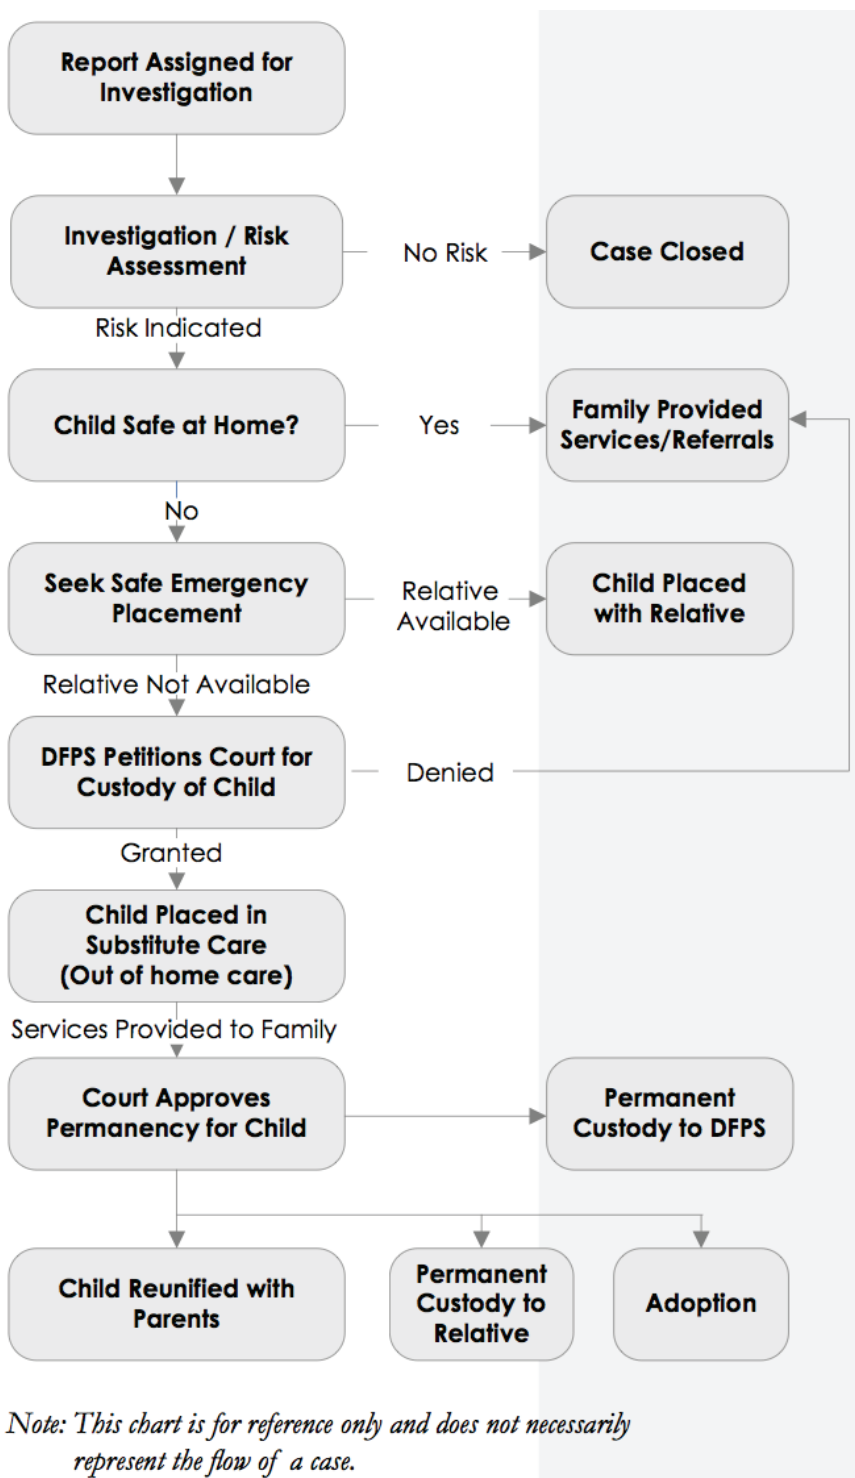 Report Assigned for
Investigation
Investigation / Risk
Assessment
No Risk
Case Closed
Risk Indicated
Child Safe at Home?
Yes
Family Provided
Services/Referrals
No
Seek Safe Emergency
Placement
Relative
Available
Child Placed
with Relative
Relative Not Available
DFPS Petitions Court for
Custody of Child
Denied
Granted
Child Placed in
Substitute Care
(Out of home care)
Services Provided to Family
Court Approves
Permanency for Child
Permanent
Custody to DFPS
Child Reunified with
Parents
Permanent
Custody to
Relative
Adoption
Note: This chart is for reference only and does not necessarily
represent the flow of a case.